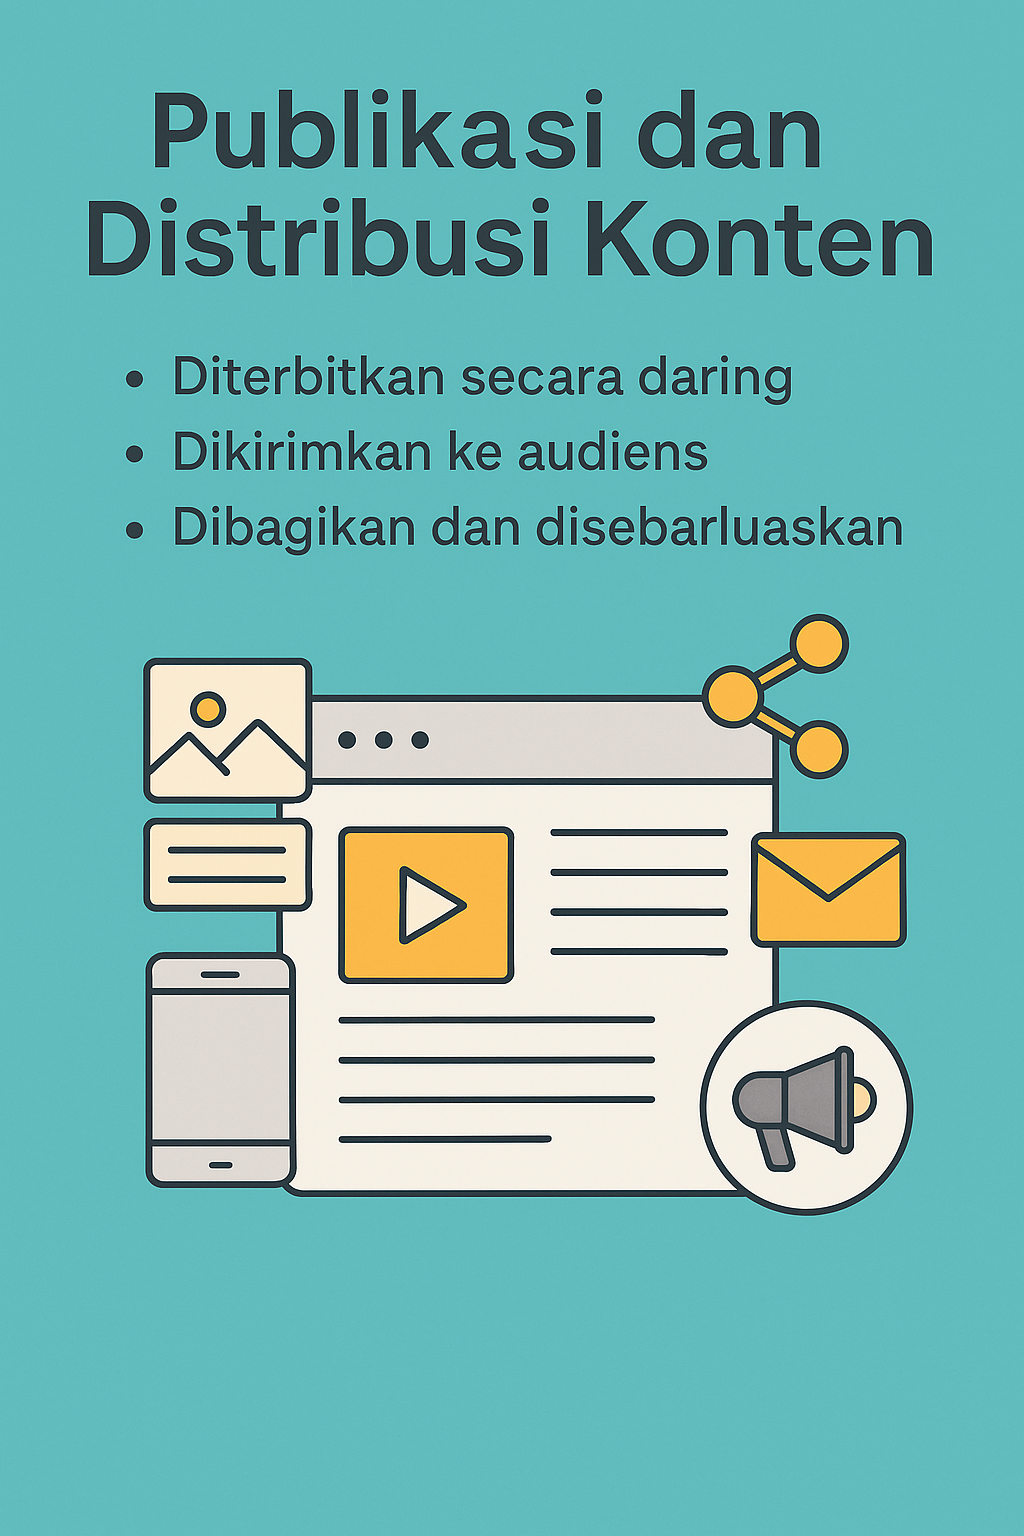 Publikasi dan
Distribusi Konten
• Diterbitkan secara daring
• Dikirimkan ke audiens
• Dibagikan dan disebarluaskan